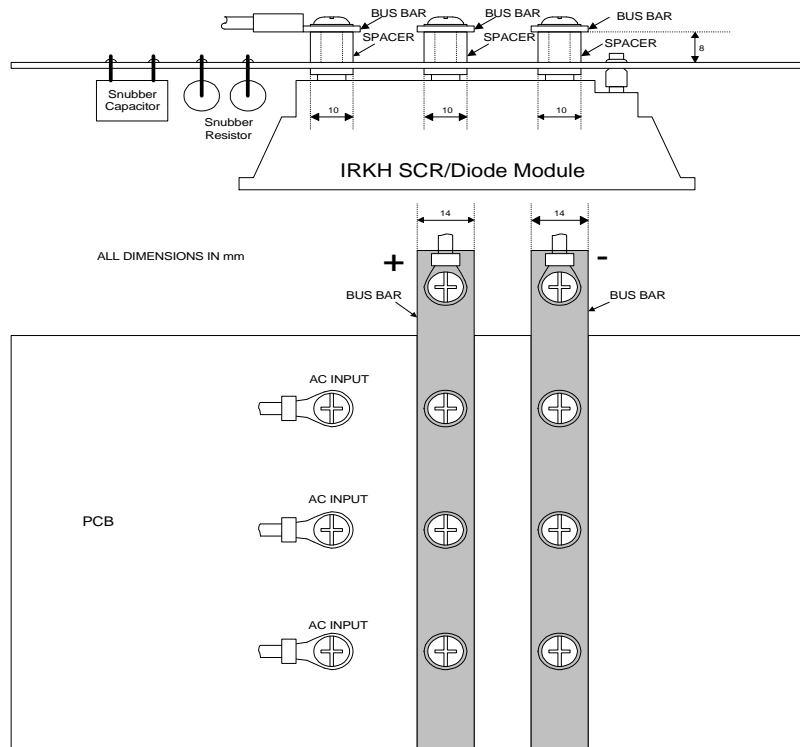 BUS BAR
BUS BAR
BUS BAR
SPACER
SPACER
SPACER
8
Snubber
Capacitor
Snubber
Resistor
10
10
10
IRKH SCR/Diode Module
14
14
ALL DIMENSIONS IN mm
+
-
BUS BAR
BUS BAR
AC INPUT
AC INPUT
PCB
AC INPUT